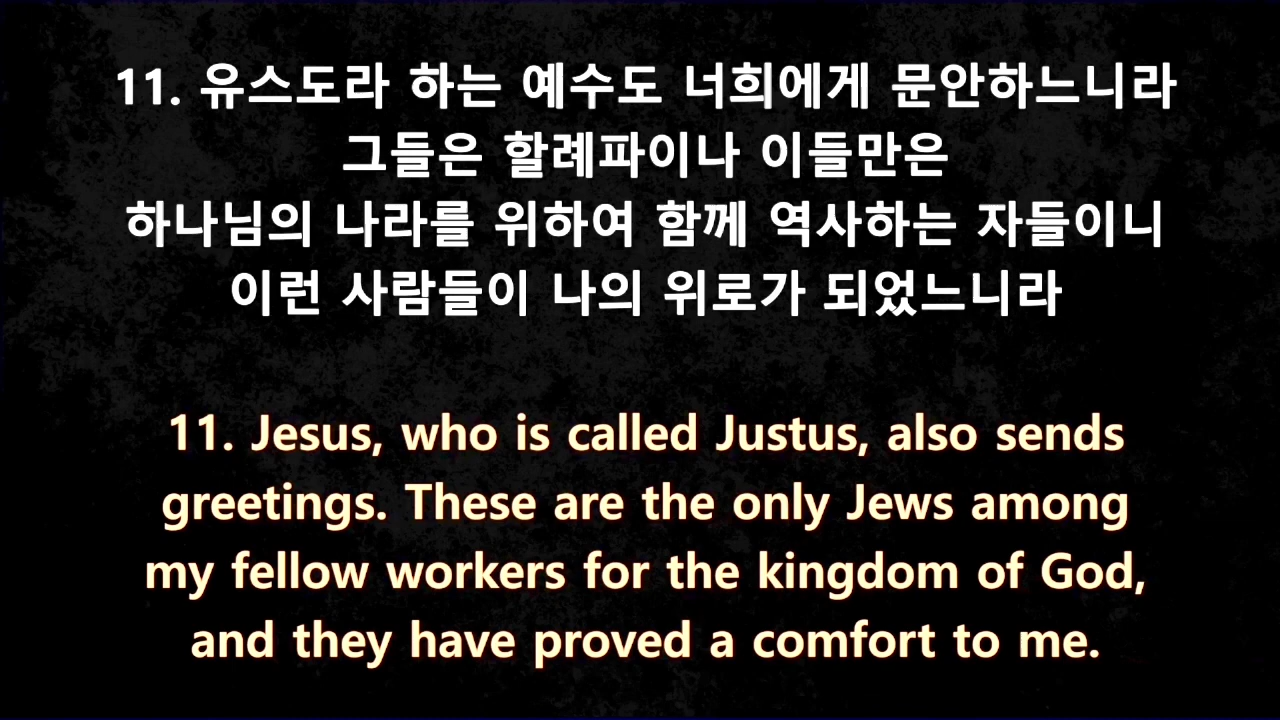 11. 유스도라 하는 예수도 너희에게 문안하느니라
그들은 할례파이나 이들만은
하나님의 나라를 위하여 함께 역사하는 자들이니
이런 사람들이 나의 위로가 되었느니라
11. Jesus, who is called Justus, also sends
greetings. These are the only Jews among
my fellow workers for the kingdom of God,
and they have proved a comfort to me.